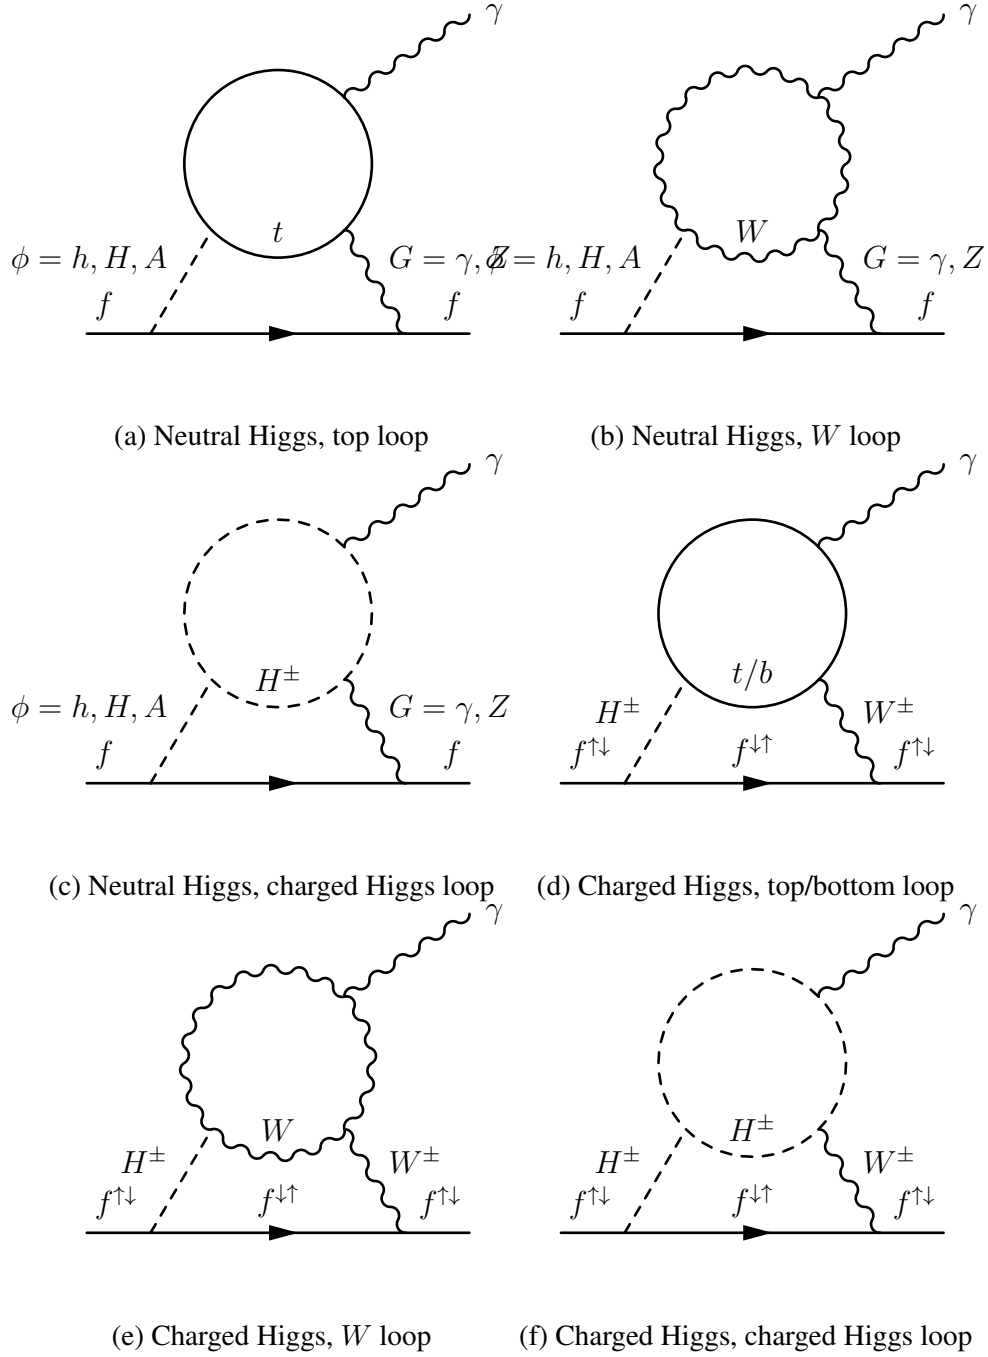 γ
t
ϕ = h, H, A
G = γ, Z
f
f
(a) Neutral Higgs, top loop
γ
W
ϕ = h, H, A
G = γ, Z
f
f
(b) Neutral Higgs, W loop
γ
H±
ϕ = h, H, A
G = γ, Z
f
f
(c) Neutral Higgs, charged Higgs loop
γ
t/b
H±
W±
f↑↓
f↓↑
f↑↓
(d) Charged Higgs, top/bottom loop
γ
W
H±
W±
f↑↓
f↓↑
f↑↓
(e) Charged Higgs, W loop
γ
H±
H±
W±
f↑↓
f↓↑
f↑↓
(f) Charged Higgs, charged Higgs loop